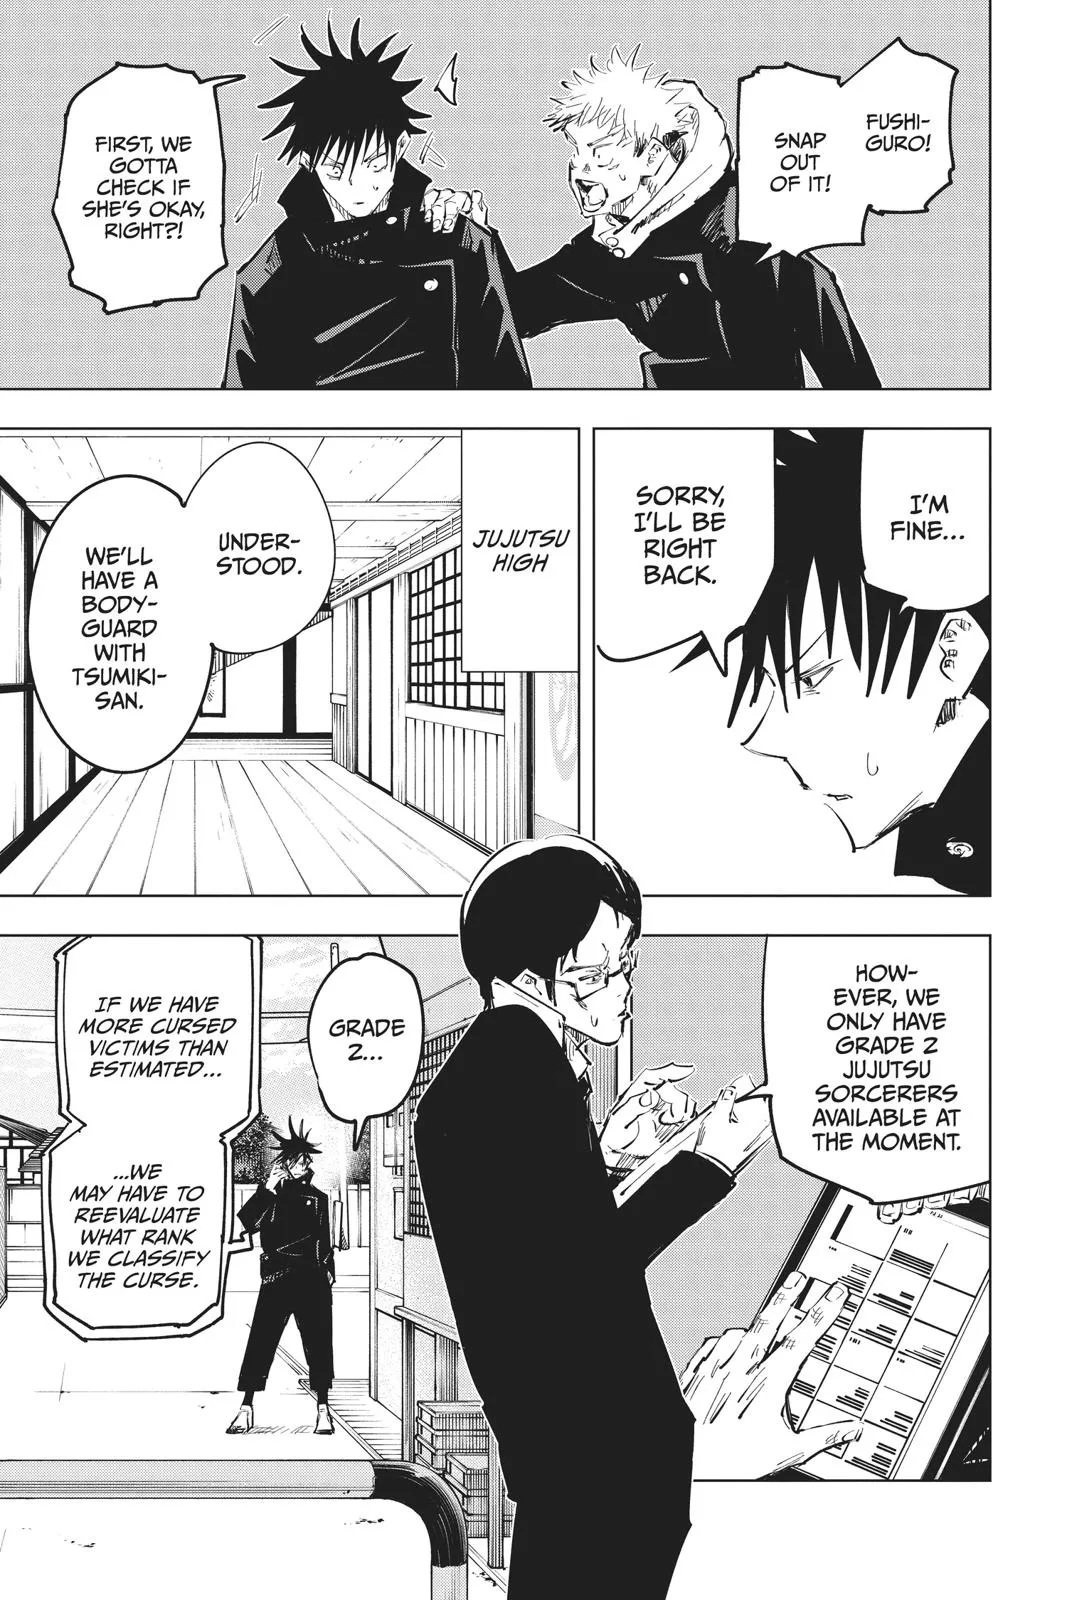 FUSHI-
GURO!
SNAP
OUT
OF IT!
FIRST, WE
GOTTA
CHECK IF
SHE'S OKAY,
RIGHT?!
I'M
FINE...
SORRY,
I'LL BE
RIGHT
BACK.
JUJUTSU
HIGH
UNDER-
STOOD.
WE'LL
HAVE A
BODY-
GUARD
WITH
TSUMIKI-
SAN.
HOW-
EVER, WE
ONLY HAVE
GRADE 2
JUJUTSU
SORCERERS
AVAILABLE AT
THE MOMENT.
GRADE
2...
IF WE HAVE
MORE CURSED
VICTIMS THAN
ESTIMATED...
...WE
MAY HAVE TO
REEVALUATE
WHAT RANK
WE CLASSIFY
THE CURSE.